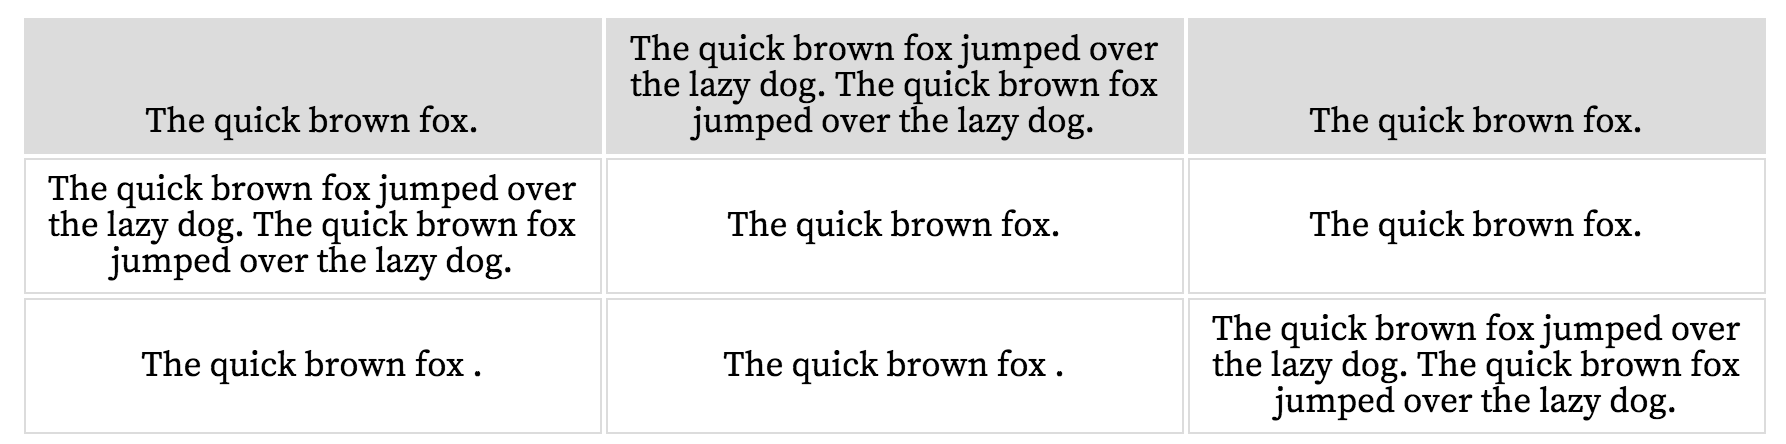 The quick brown fox.
The quick brown fox jumped over
the lazy dog. The quick brown fox
jumped over the lazy dog.
The quick brown fox.
The quick brown fox jumped over
the lazy dog. The quick brown fox
jumped over the lazy dog.
The quick brown fox.
The quick brown fox.
The quick brown fox .
The quick brown fox .
The quick brown fox jumped over
the lazy dog. The quick brown fox
jumped over the lazy dog.